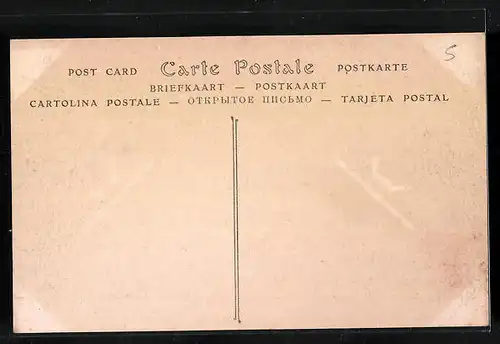 5
POST CARD Carte Postale POSTKARTE
BRIEFKAART — POSTKAART
CARTOLINA POSTALE — ОТКРЫТОЕ ПИСЬМО — TARJETA POSTAL